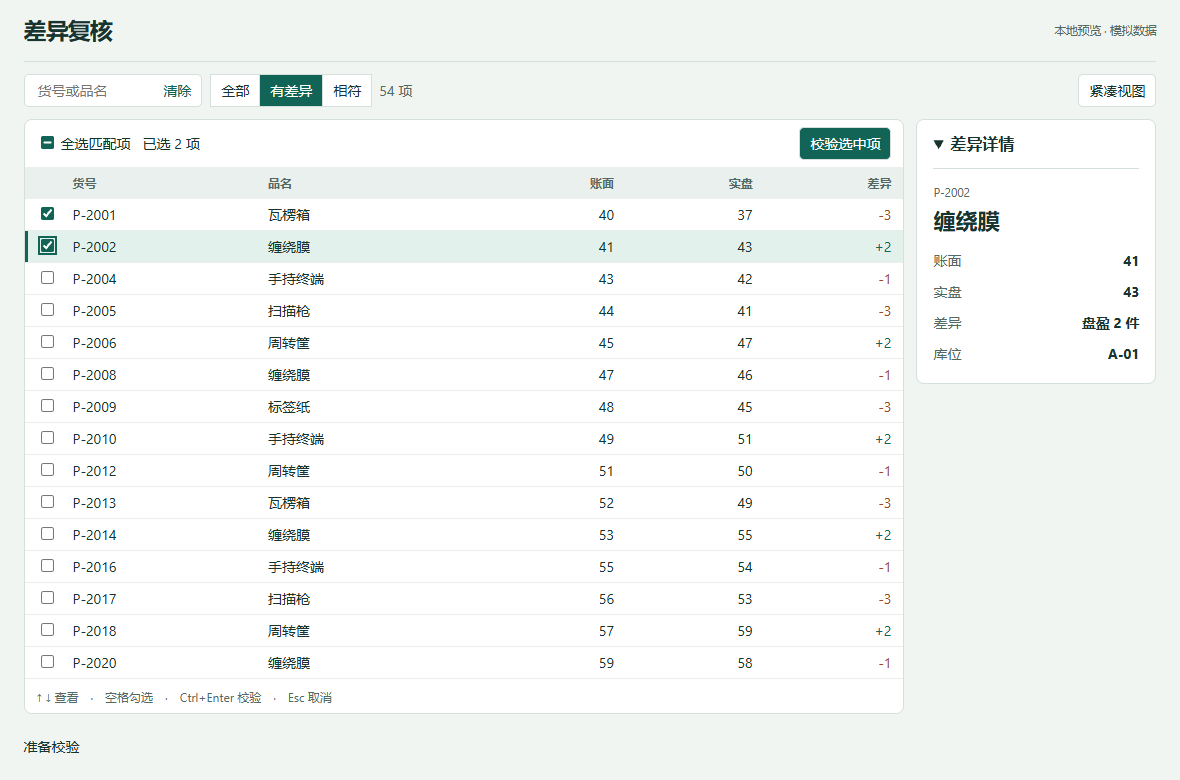 差异复核
本地预览 · 模拟数据
货号或品名 清除 全部 有差异 相符 54 项 紧凑视图
全选匹配项 已选 2 项 校验选中项
货号 品名 账面 实盘 差异
P-2001 瓦楞箱 40 37 -3
P-2002 缠绕膜 41 43 +2
P-2004 手持终端 43 42 -1
P-2005 扫描枪 44 41 -3
P-2006 周转筐 45 47 +2
P-2008 缠绕膜 47 46 -1
P-2009 标签纸 48 45 -3
P-2010 手持终端 49 51 +2
P-2012 周转筐 51 50 -1
P-2013 瓦楞箱 52 49 -3
P-2014 缠绕膜 53 55 +2
P-2016 手持终端 55 54 -1
P-2017 扫描枪 56 53 -3
P-2018 周转筐 57 59 +2
P-2020 缠绕膜 59 58 -1
↑↓ 查看 · 空格勾选 · Ctrl+Enter 校验 · Esc 取消
▼ 差异详情
P-2002
缠绕膜
账面 41
实盘 43
差异 盘盈 2 件
库位 A-01
准备校验